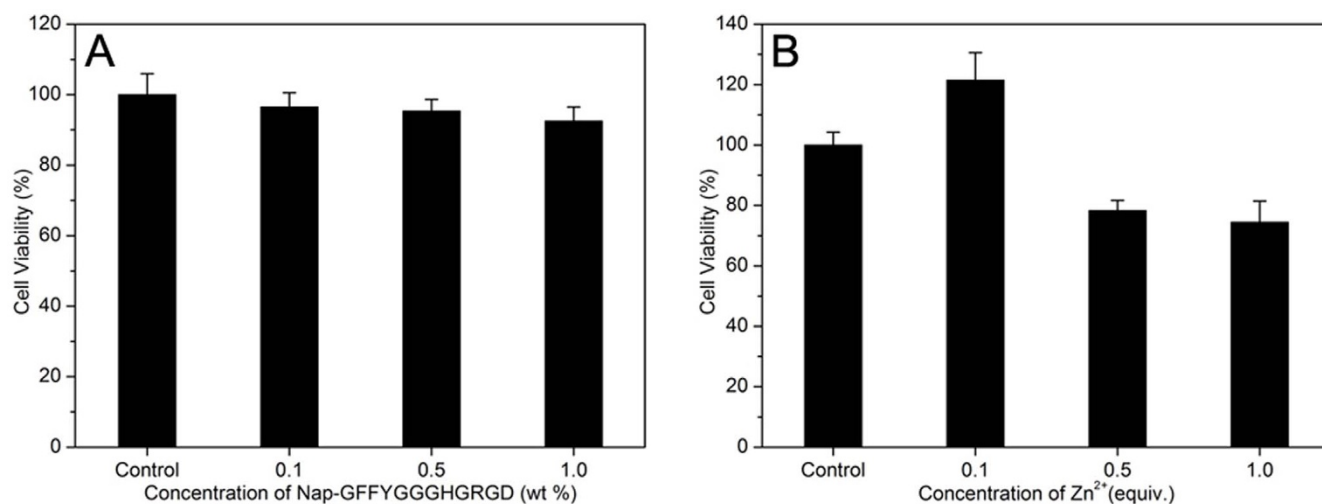 A
Cell Viability (%)
120
100
80
60
40
20
0
Control 0.1 0.5 1.0
Concentration of Nap-GFFYGGGHGRGD (wt %)
B
Cell Viability (%)
140
120
100
80
60
40
20
0
Control 0.1 0.5 1.0
Concentration of Zn²⁺(equiv.)